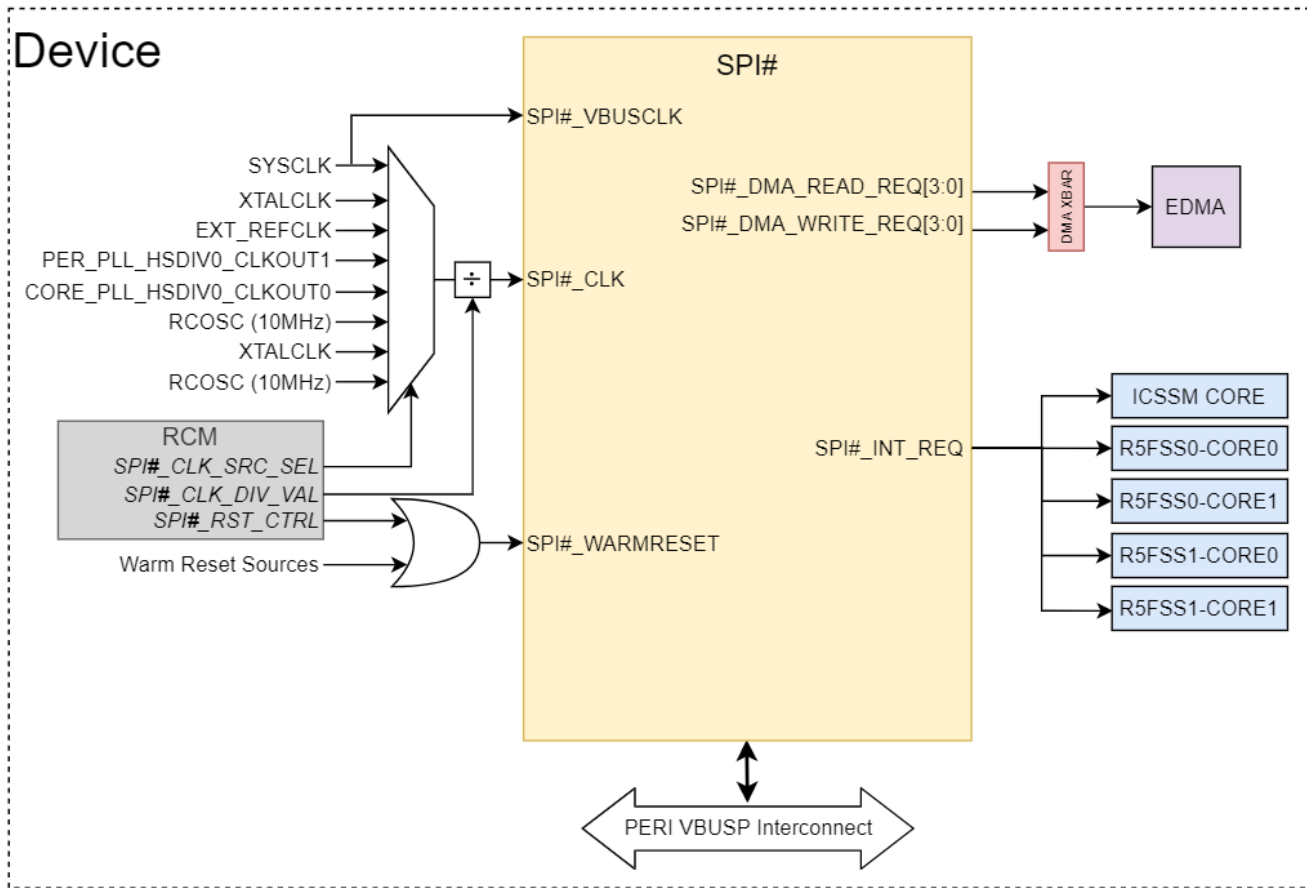 Device
SPI#
SPI#_VBUSCLK
SYSCLK
XTALCLK
EXT_REFCLK
PER_PLL_HSDIV0_CLKOUT1
CORE_PLL_HSDIV0_CLKOUT0
RCOSC (10MHz)
XTALCLK
RCOSC (10MHz)
÷
SPI#_CLK
RCM
SPI#_CLK_SRC_SEL
SPI#_CLK_DIV_VAL
SPI#_RST_CTRL
Warm Reset Sources
SPI#_WARMRESET
SPI#_DMA_READ_REQ[3:0]
SPI#_DMA_WRITE_REQ[3:0]
DMA XBAR
EDMA
SPI#_INT_REQ
ICSSM CORE
R5FSS0-CORE0
R5FSS0-CORE1
R5FSS1-CORE0
R5FSS1-CORE1
PERI VBUSP Interconnect